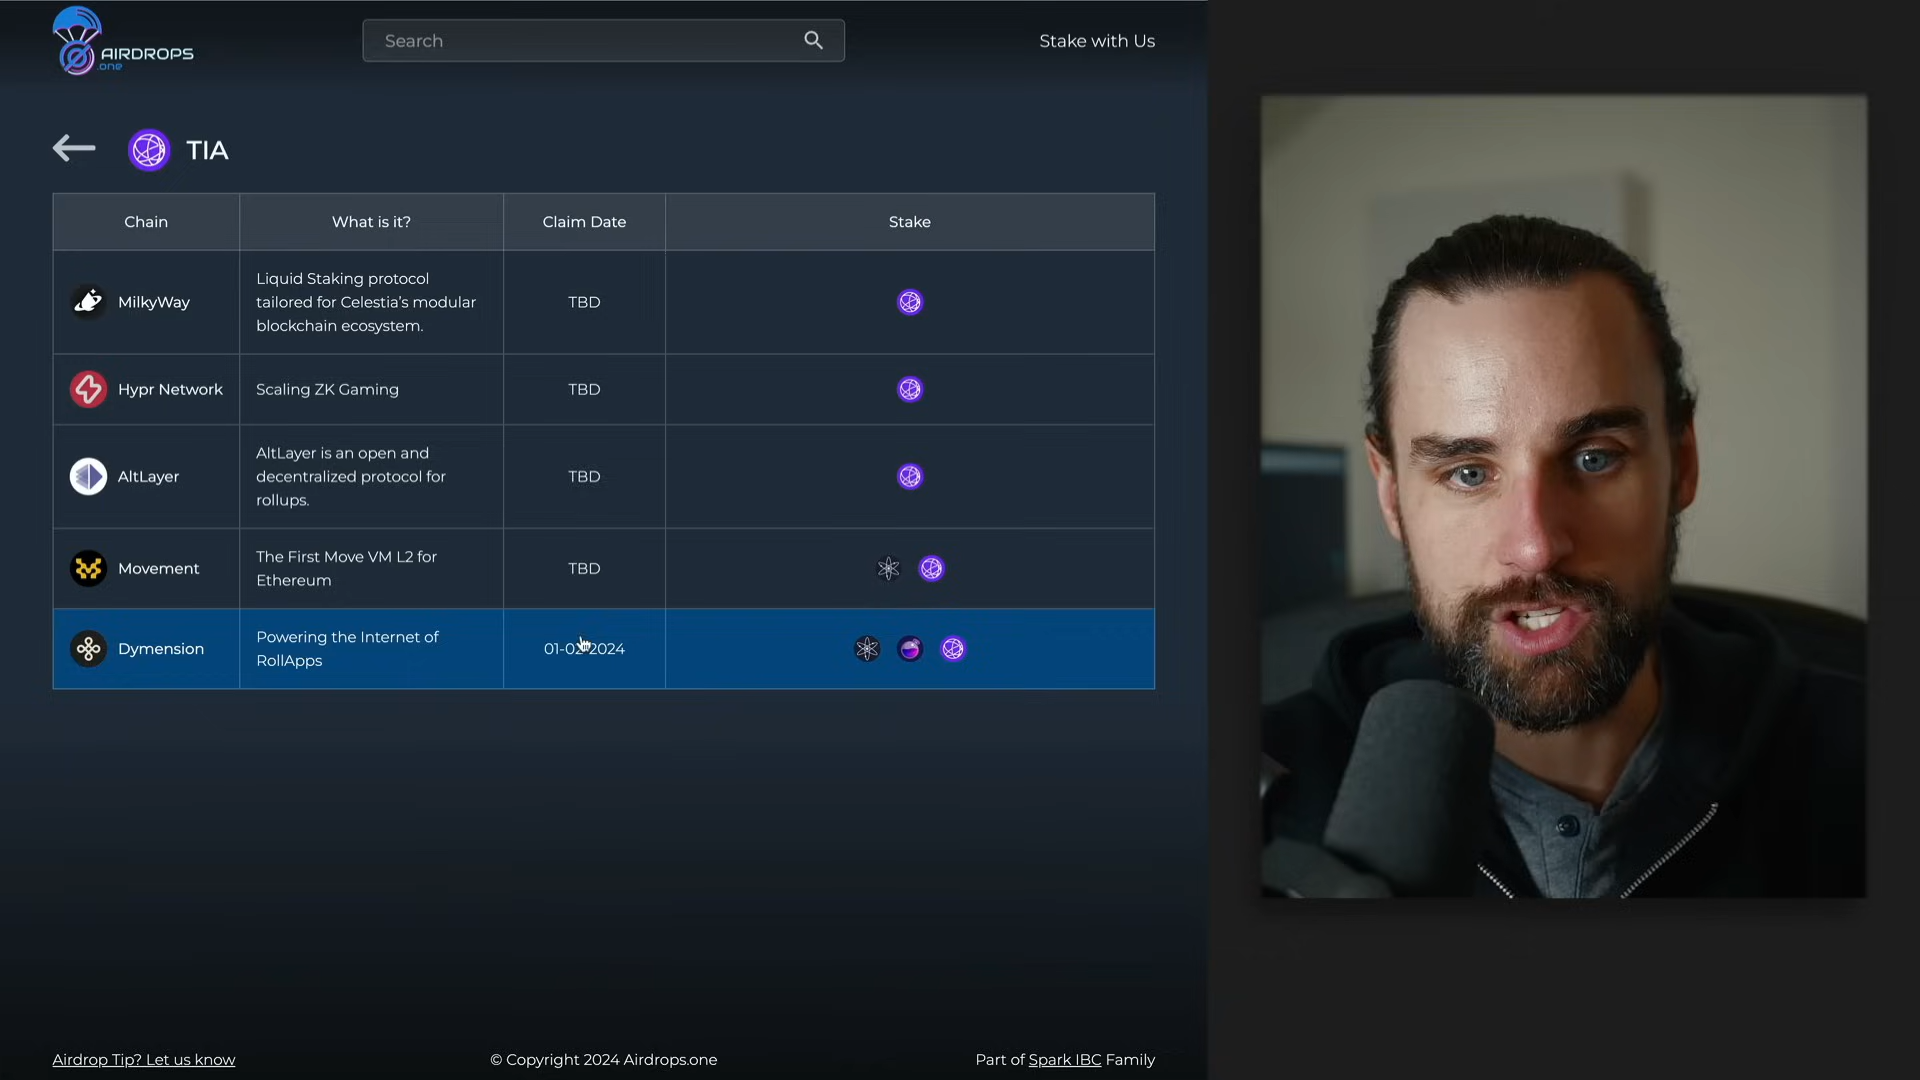 AIRDROPS
.one
Search
Stake with Us
TIA
Chain
What is it?
Claim Date
Stake
MilkyWay
Liquid Staking protocol
tailored for Celestia's modular
blockchain ecosystem.
TBD
Hypr Network
Scaling ZK Gaming
TBD
AltLayer
AltLayer is an open and
decentralized protocol for
rollups.
TBD
Movement
The First Move VM L2 for
Ethereum
TBD
Dymension
Powering the Internet of
RollApps
01-02-2024
Airdrop Tip? Let us know
© Copyright 2024 Airdrops.one
Part of Spark IBC Family